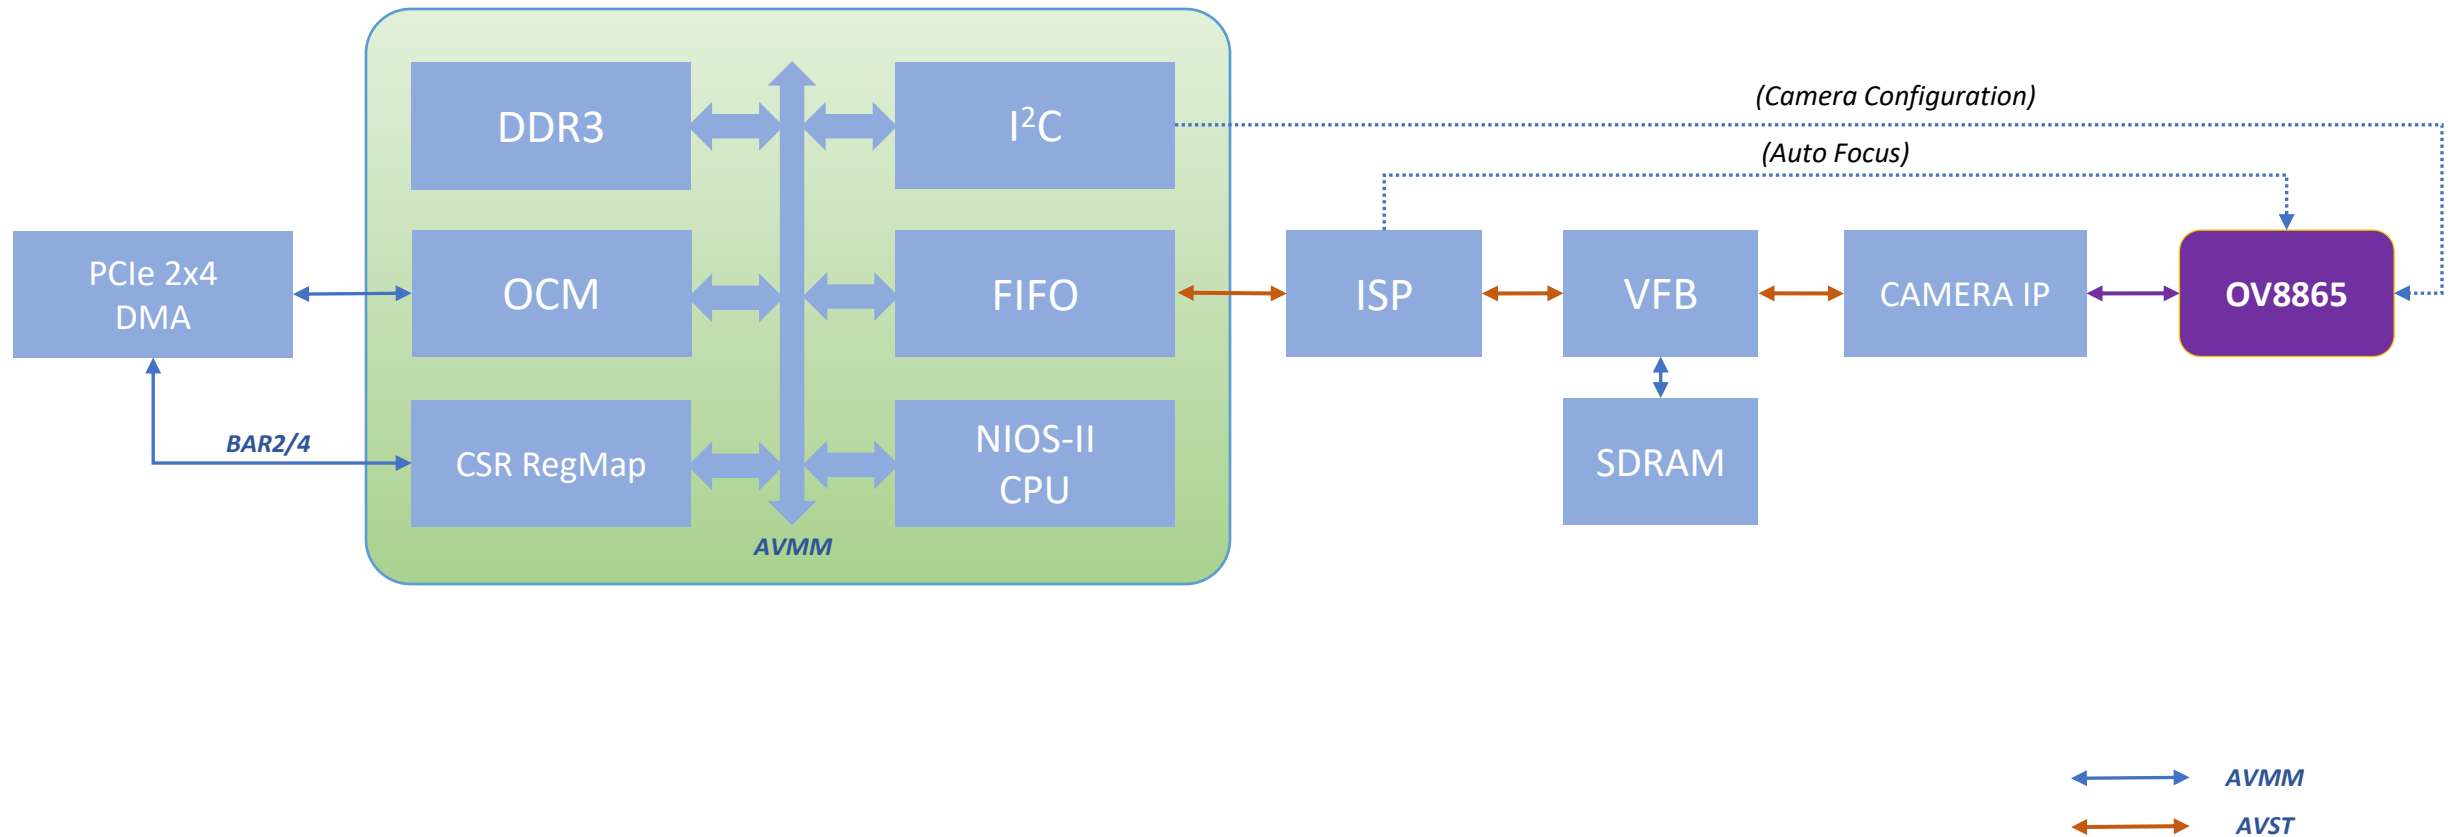 DDR3
I²C
(Camera Configuration)
(Auto Focus)
PCIe 2x4
DMA
OCM
FIFO
ISP
VFB
CAMERA IP
OV8865
BAR2/4
CSR RegMap
NIOS-II
CPU
SDRAM
AVMM
AVMM
AVST